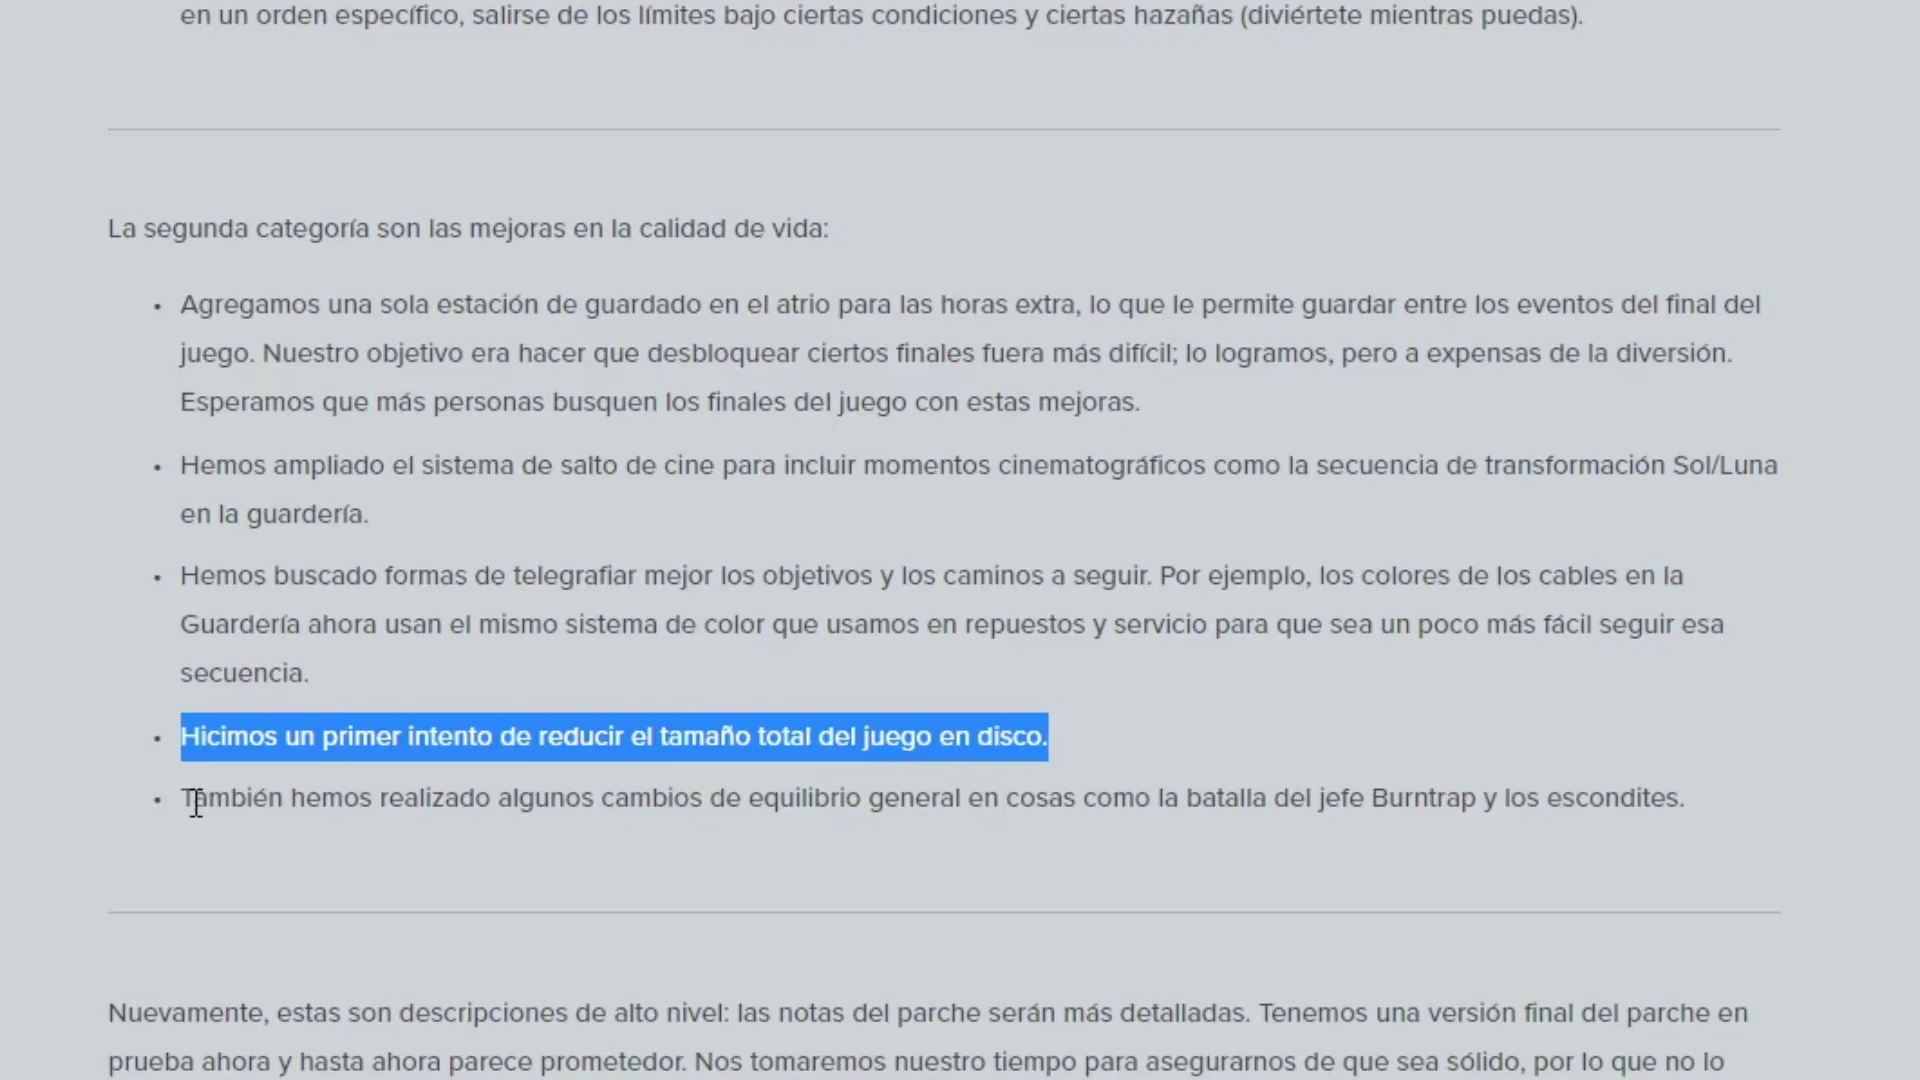 en un orden específico, salirse de los límites bajo ciertas condiciones y ciertas hazañas (diviértete mientras puedas).
La segunda categoría son las mejoras en la calidad de vida:
• Agregamos una sola estación de guardado en el atrio para las horas extra, lo que le permite guardar entre los eventos del final del
juego. Nuestro objetivo era hacer que desbloquear ciertos finales fuera más difícil; lo logramos, pero a expensas de la diversión.
Esperamos que más personas busquen los finales del juego con estas mejoras.
• Hemos ampliado el sistema de salto de cine para incluir momentos cinematográficos como la secuencia de transformación Sol/Luna
en la guardería.
• Hemos buscado formas de telegrafiar mejor los objetivos y los caminos a seguir. Por ejemplo, los colores de los cables en la
Guardería ahora usan el mismo sistema de color que usamos en repuestos y servicio para que sea un poco más fácil seguir esa
secuencia.
• Hicimos un primer intento de reducir el tamaño total del juego en disco.
• También hemos realizado algunos cambios de equilibrio general en cosas como la batalla del jefe Burntrap y los escondites.
Nuevamente, estas son descripciones de alto nivel: las notas del parche serán más detalladas. Tenemos una versión final del parche en
prueba ahora y hasta ahora parece prometedor. Nos tomaremos nuestro tiempo para asegurarnos de que sea sólido, por lo que no lo